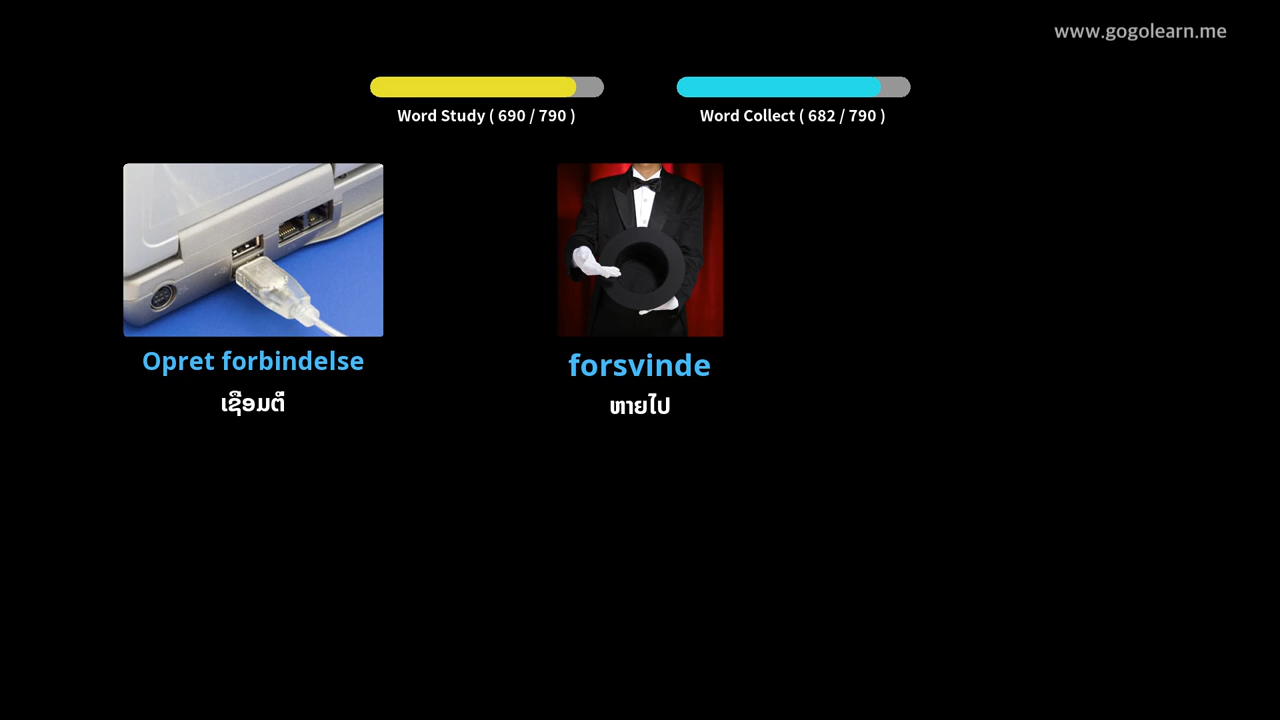 www.gogolearn.me
Word Study ( 690 / 790 )
Word Collect ( 682 / 790 )
Opret forbindelse
ເຊື່ອມຕໍ່
forsvinde
ຫາຍໄປ